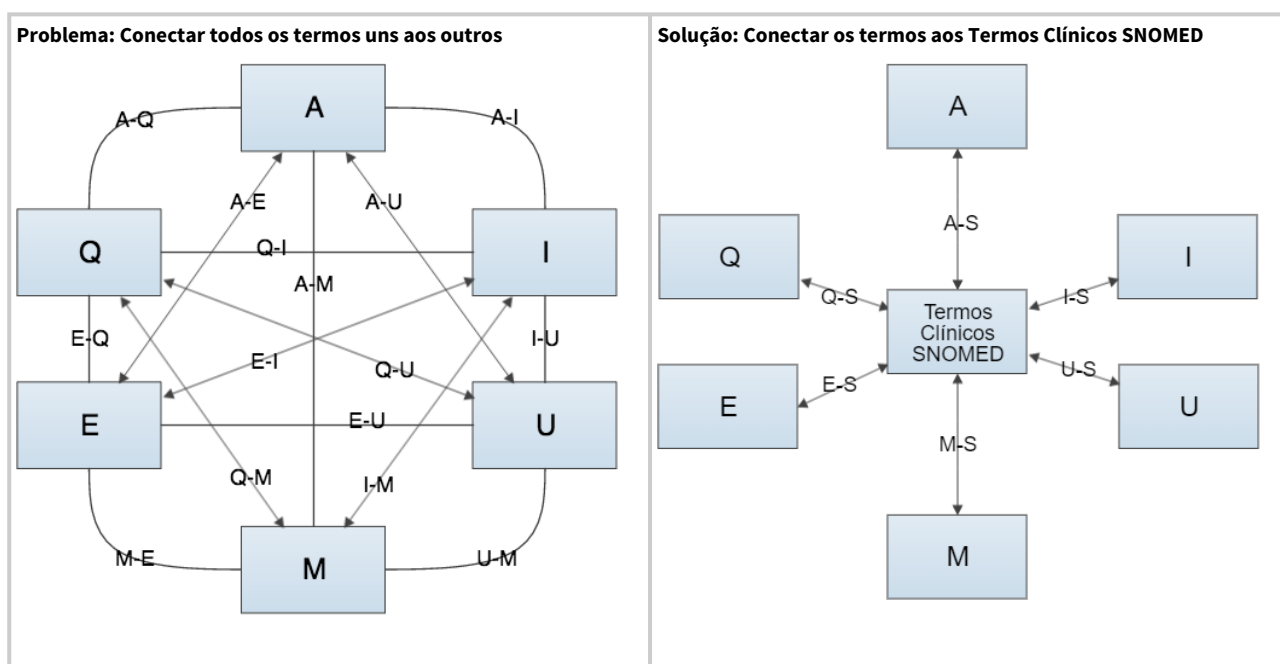 Problema: Conectar todos os termos uns aos outros
A
A-Q
A-I
A-E
A-U
Q
Q-I
I
A-M
E-Q
I-U
E-I
Q-U
E
E-U
U
Q-M
I-M
M-E
U-M
M
Solução: Conectar os termos aos Termos Clínicos SNOMED
A
A-S
Q
I
Q-S
I-S
Termos
Clínicos
SNOMED
E-S
U-S
E
U
M-S
M